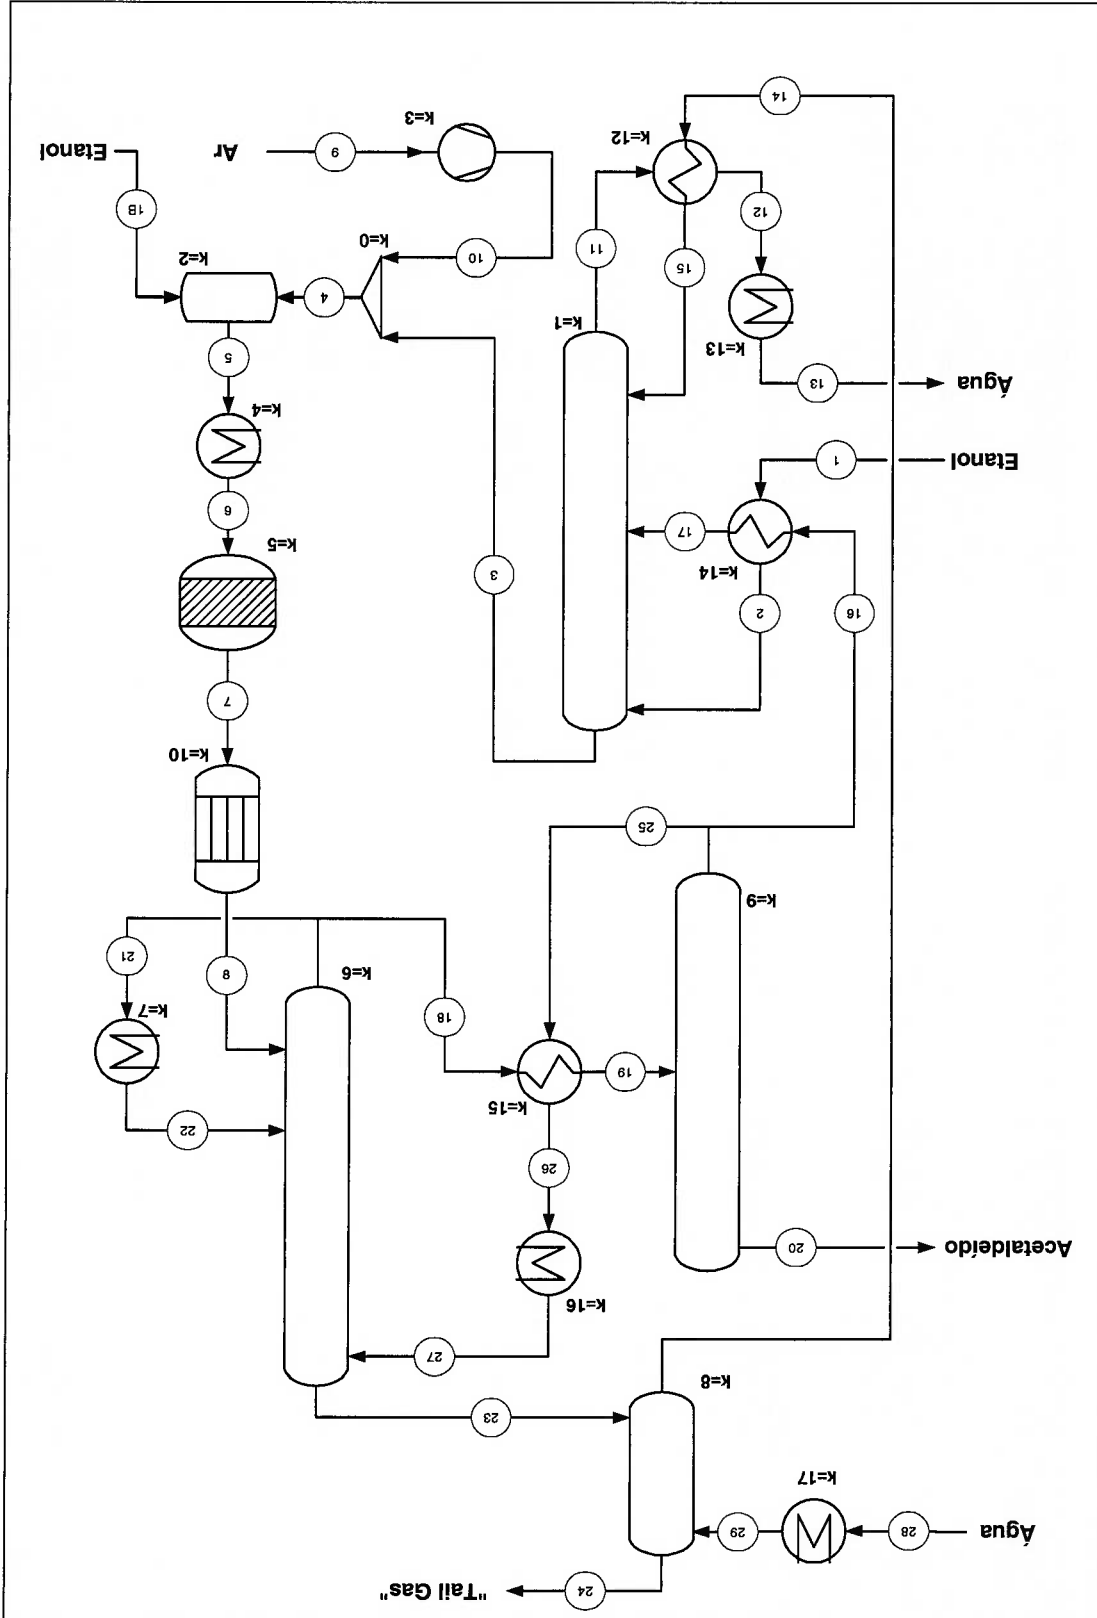 24 "Tail Gas"
Água 28 29
k=17
23
k=8
27
k=16
Acetaldeído 20
26
22
k=15
19
18
k=7
k=6 8
21
k=9
25
k=10
7
16 2
3
k=14
k=5
17
6
Etanol 1
k=4
Água 13
5
k=13
k=1
4
15
10 k=2
11
k=0
12 1B
9 Ar Etanol
k=12
k=3
14